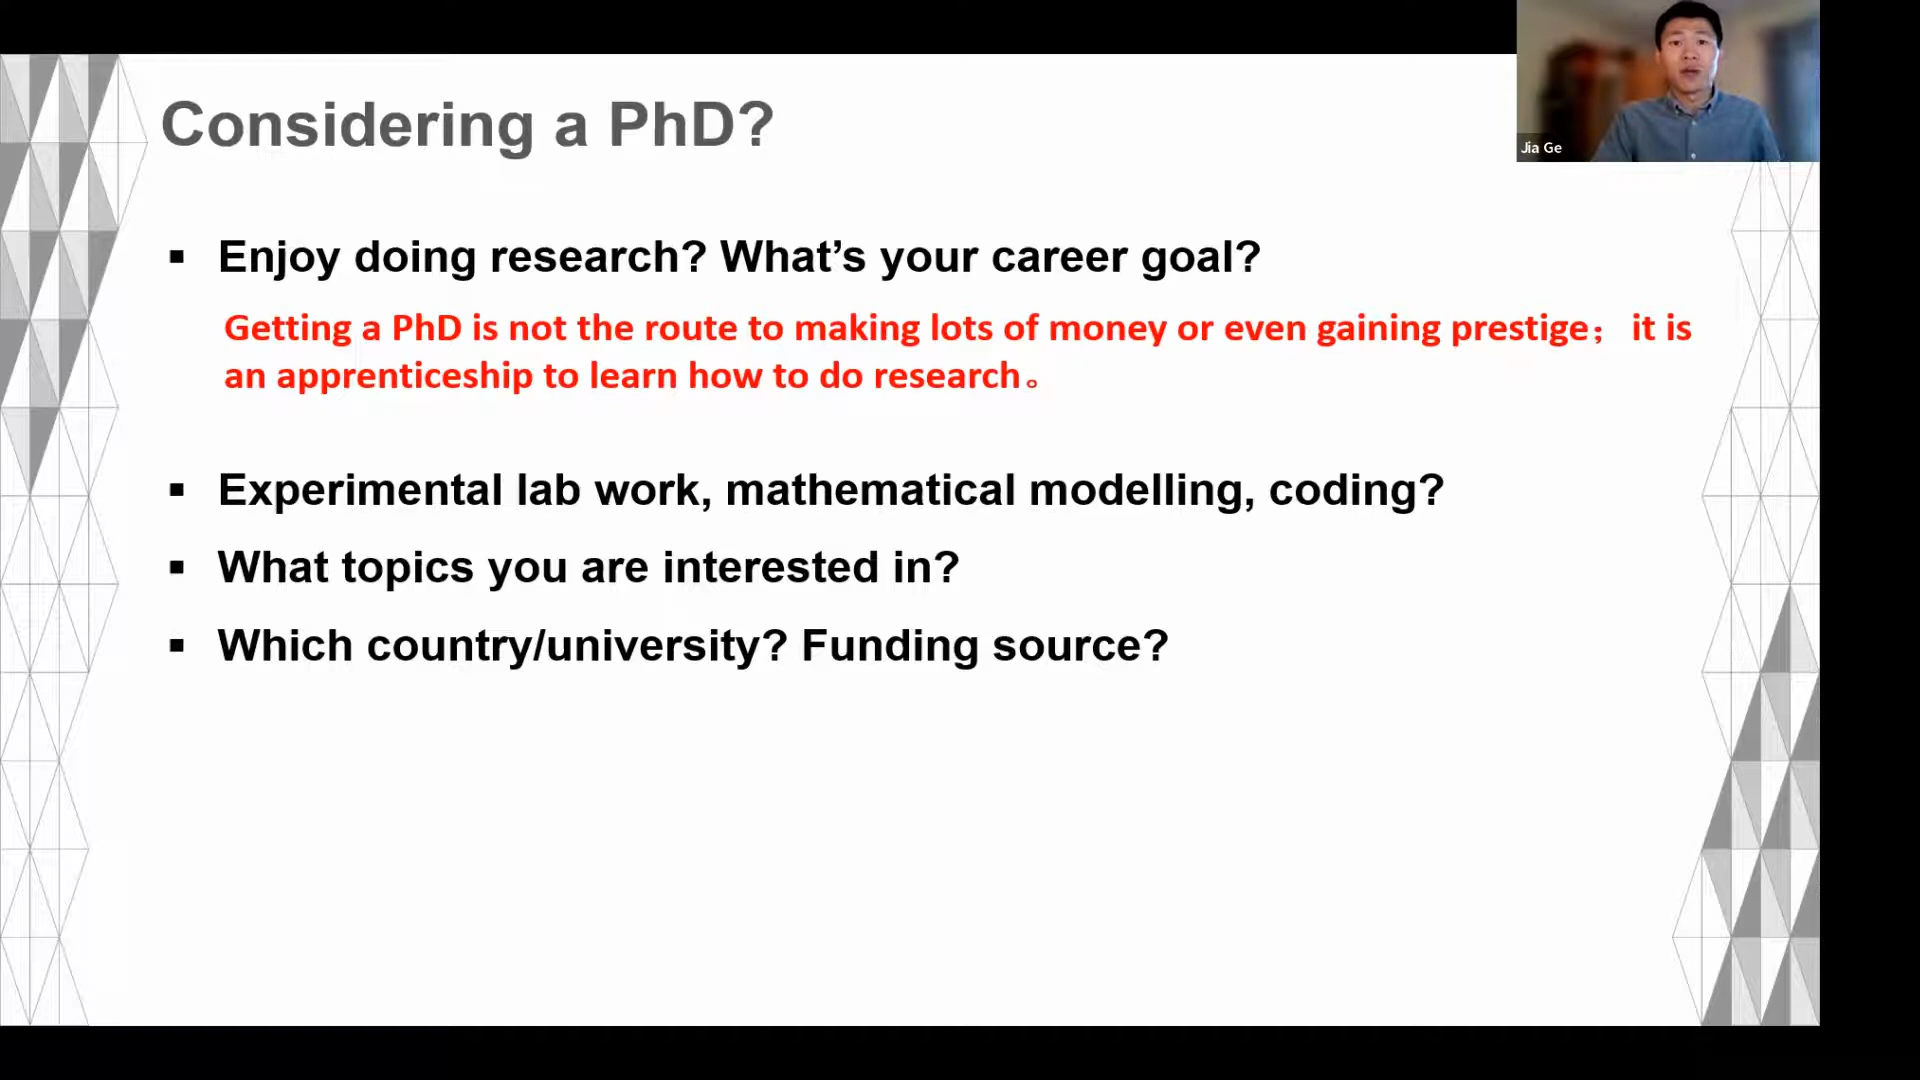 Considering a PhD?
Jia Ge
▪ Enjoy doing research? What’s your career goal?
Getting a PhD is not the route to making lots of money or even gaining prestige； it is
an apprenticeship to learn how to do research。
▪ Experimental lab work, mathematical modelling, coding?
▪ What topics you are interested in?
▪ Which country/university? Funding source?